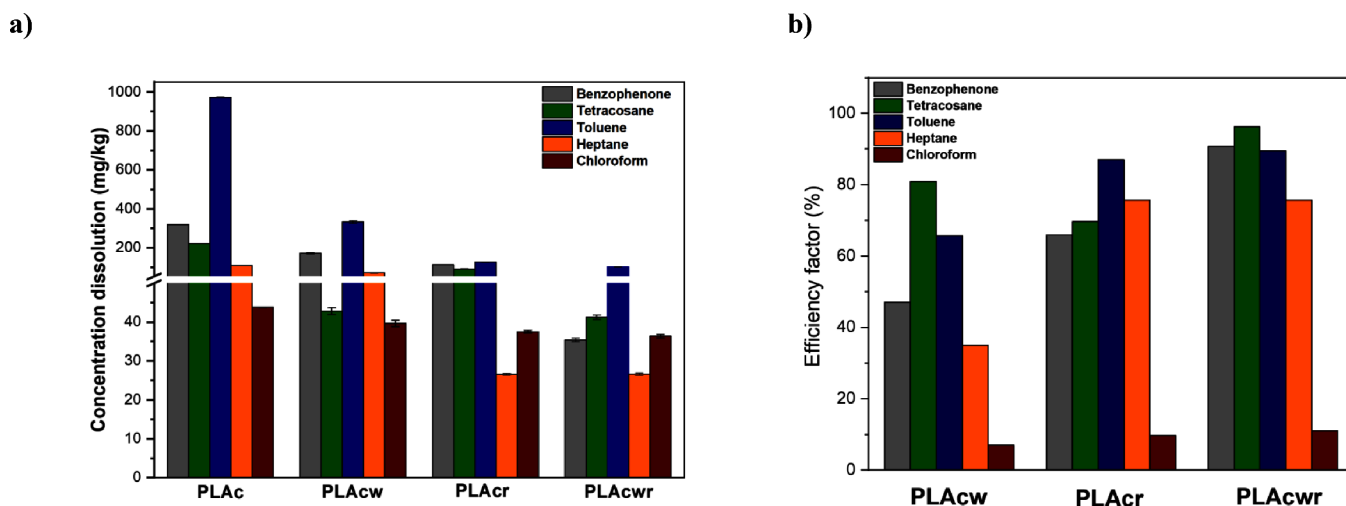 a)
b)
Concentration dissolution (mg/kg)
1000
800
600
400
200
40
30
20
10
0
Benzophenone
Tetracosane
Toluene
Heptane
Chloroform
PLAc
PLAcw
PLAcr
PLAcwr
Efficiency factor (%)
100
80
60
40
20
0
Benzophenone
Tetracosane
Toluene
Heptane
Chloroform
PLAcw
PLAcr
PLAcwr